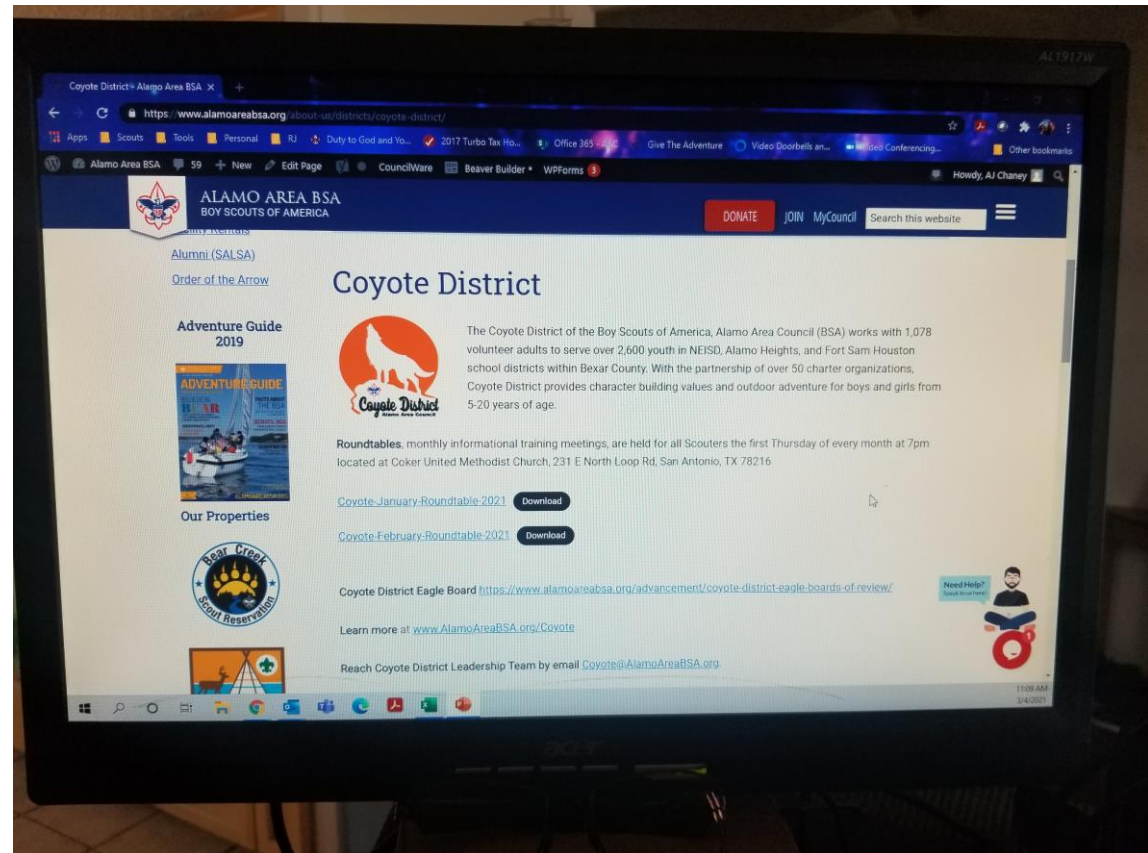 AL1917W
Coyote District - Alamo Area BSA
https://www.alamoareabsa.org/about-us/districts/coyote-district/
Apps Scouts Tools Personal RJ Duty to God and Yo... 2017 Turbo Tax Ho... Office 365 Give The Adventure Video Doorbells an... Video Conferencing... Other bookmarks
Alamo Area BSA 59 + New Edit Page CouncilWare Beaver Builder WPForms 3 Howdy, AJ Chaney
ALAMO AREA BSA
BOY SCOUTS OF AMERICA
DONATE JOIN MyCouncil Search this website
Facility Rentals
Alumni (SALSA)
Order of the Arrow
Adventure Guide
2019
ADVENTURE GUIDE
Our Properties
Bear Creek
Scout Reservation
Coyote District
Coyote District
Alamo Area Council
The Coyote District of the Boy Scouts of America, Alamo Area Council (BSA) works with 1,078
volunteer adults to serve over 2,600 youth in NEISD, Alamo Heights, and Fort Sam Houston
school districts within Bexar County. With the partnership of over 50 charter organizations,
Coyote District provides character building values and outdoor adventure for boys and girls from
5-20 years of age.
Roundtables, monthly informational training meetings, are held for all Scouters the first Thursday of every month at 7pm
located at Coker United Methodist Church, 231 E North Loop Rd, San Antonio, TX 78216
Coyote-January-Roundtable-2021 Download
Coyote-February-Roundtable-2021 Download
Coyote District Eagle Board https://www.alamoareabsa.org/advancement/coyote-district-eagle-boards-of-review/
Learn more at www.AlamoAreaBSA.org/Coyote
Reach Coyote District Leadership Team by email Coyote@AlamoAreaBSA.org.
Need Help?
1
11:09 AM
3/4/2021
acer